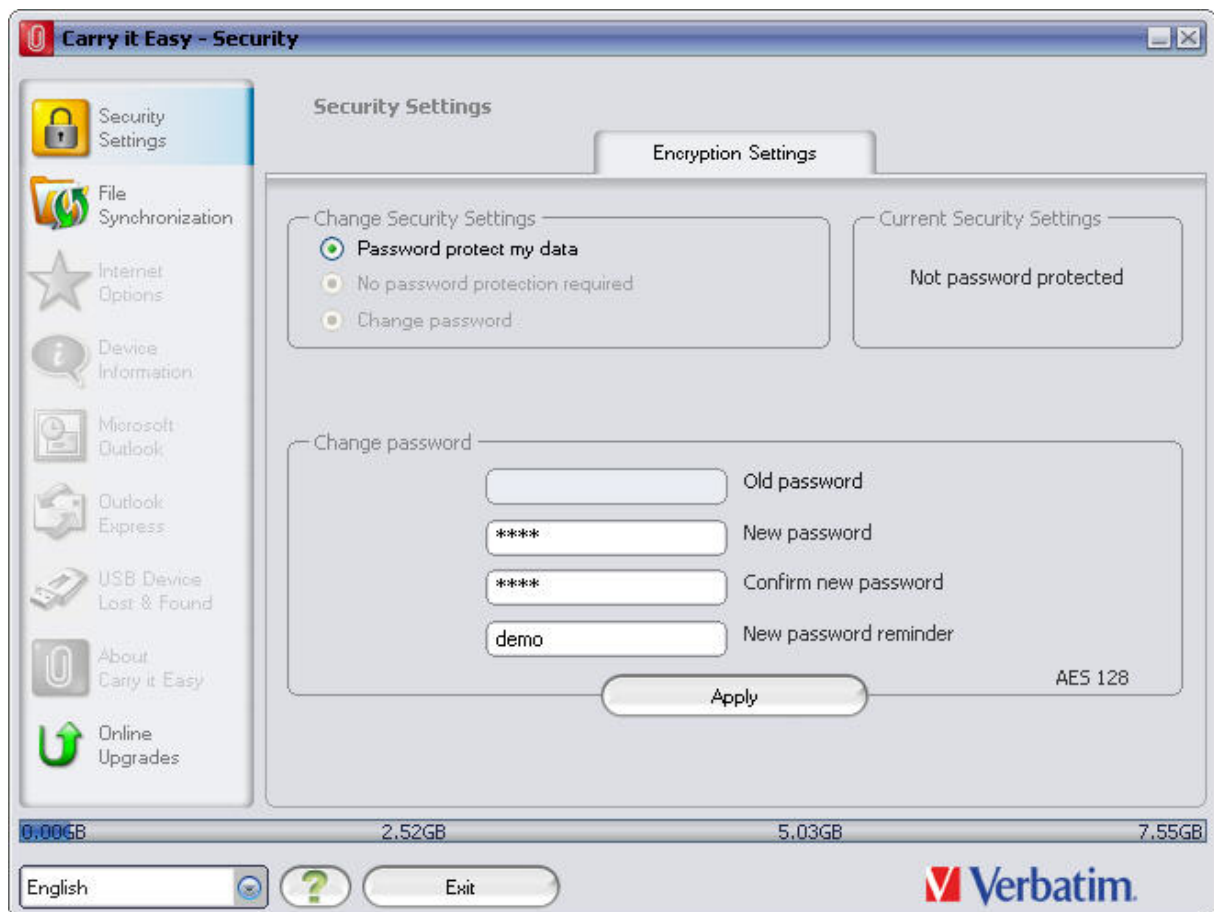 Carry it Easy - Security
Security
Settings
File
Synchronization
Internet
Options
Device
Information
Microsoft
Outlook
Outlook
Express
USB Device
Lost & Found
About
Carry it Easy
Online
Upgrades
Security Settings
Encryption Settings
Change Security Settings
Password protect my data
No password protection required
Change password
Current Security Settings
Not password protected
Change password
Old password
**** New password
**** Confirm new password
demo New password reminder
AES 128
Apply
0.00GB 2.52GB 5.03GB 7.55GB
English ? Exit Verbatim.